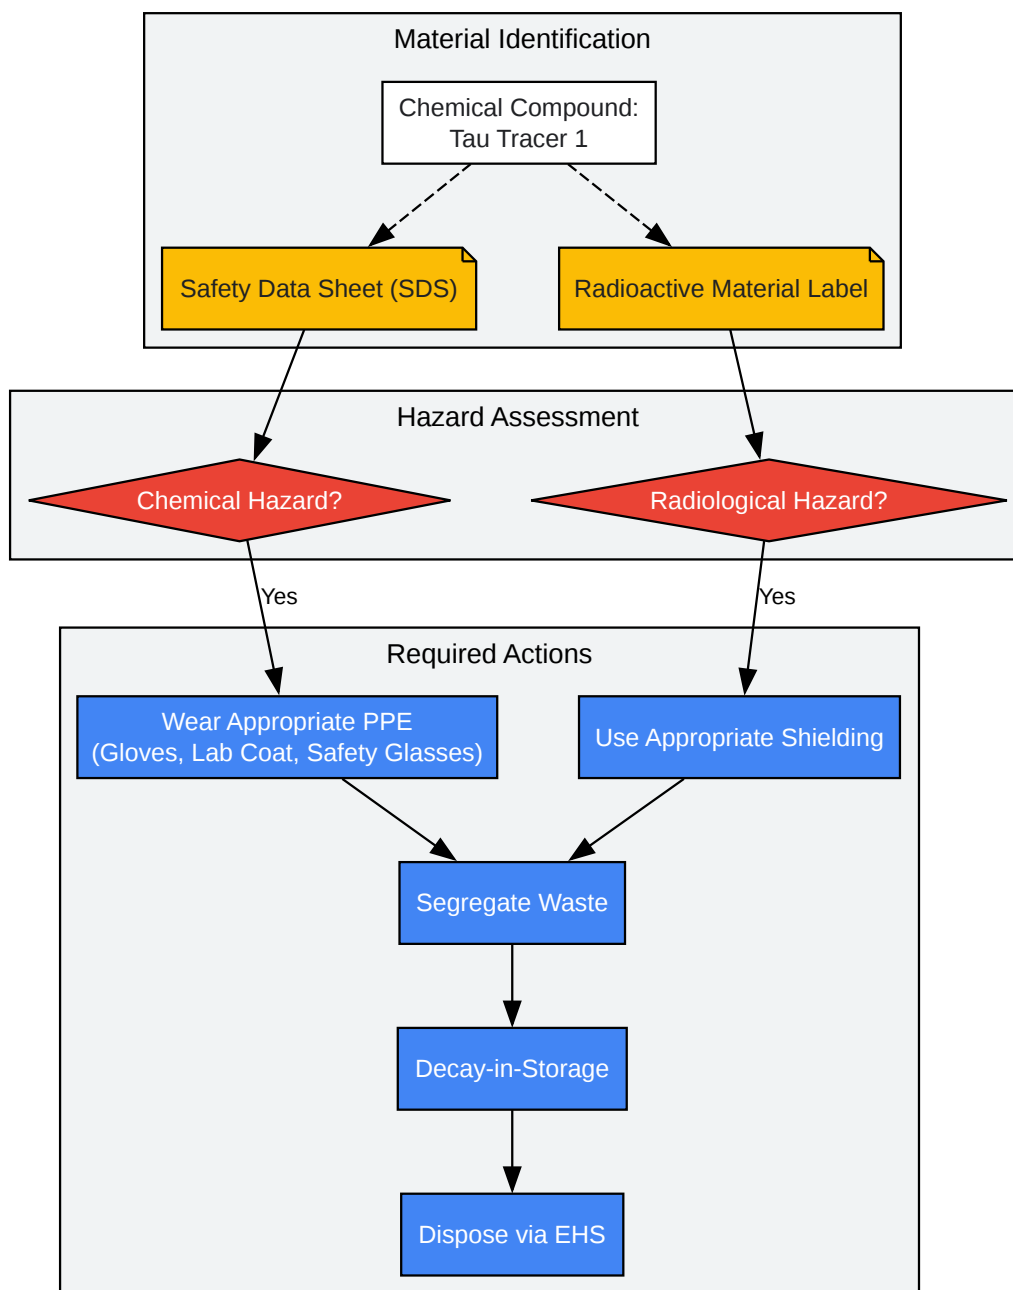 Material Identification
Chemical Compound:
Tau Tracer 1
Safety Data Sheet (SDS)
Radioactive Material Label
Hazard Assessment
Chemical Hazard?
Radiological Hazard?
Yes
Yes
Required Actions
Wear Appropriate PPE
(Gloves, Lab Coat, Safety Glasses)
Use Appropriate Shielding
Segregate Waste
Decay-in-Storage
Dispose via EHS